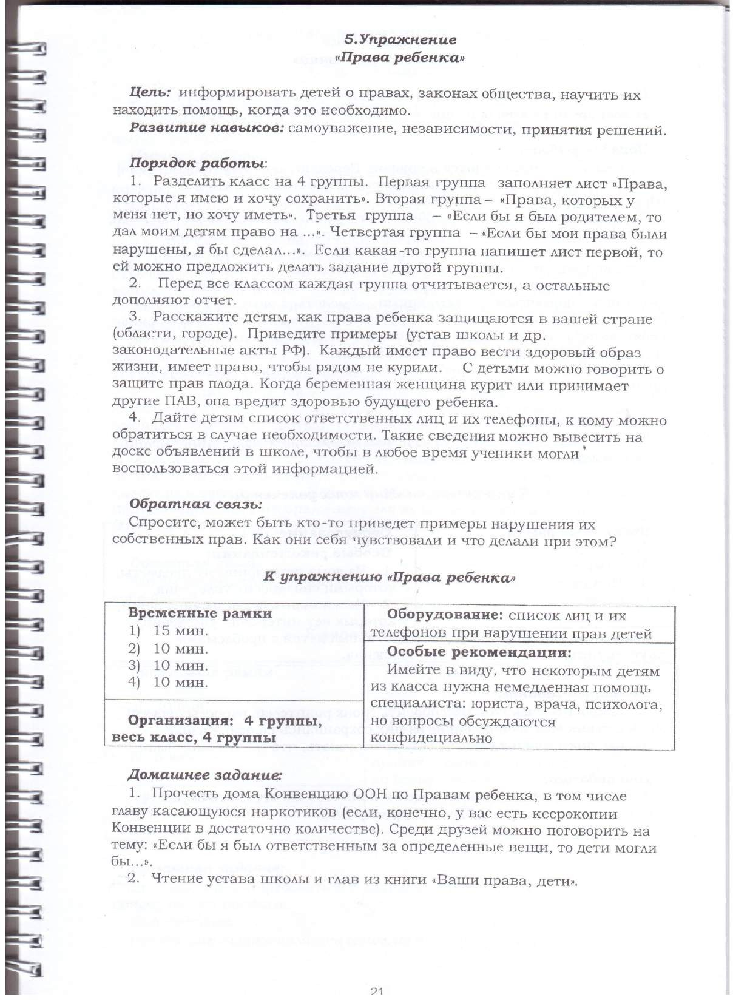 5.Упражнение
«Права ребенка»
Цель: информировать детей о правах, законах общества, научить их
находить помощь, когда это необходимо.
Развитие навыков: самоуважение, независимости, принятия решений.
Порядок работы:
1. Разделить класс на 4 группы. Первая группа заполняет лист «Права,
которые я имею и хочу сохранить». Вторая группа – «Права, которых у
меня нет, но хочу иметь». Третья группа – «Если бы я был родителем, то
дал моим детям право на ...». Четвертая группа – «Если бы мои права были
нарушены, я бы сделал...». Если какая-то группа напишет лист первой, то
ей можно предложить делать задание другой группы.
2. Перед все классом каждая группа отчитывается, а остальные
дополняют отчет.
3. Расскажите детям, как права ребенка защищаются в вашей стране
(области, городе). Приведите примеры (устав школы и др.
законодательные акты РФ). Каждый имеет право вести здоровый образ
жизни, имеет право, чтобы рядом не курили. С детьми можно говорить о
защите прав плода. Когда беременная женщина курит или принимает
другие ПАВ, она вредит здоровью будущего ребенка.
4. Дайте детям список ответственных лиц и их телефоны, к кому можно
обратиться в случае необходимости. Такие сведения можно вывесить на
доске объявлений в школе, чтобы в любое время ученики могли
воспользоваться этой информацией.
Обратная связь:
Спросите, может быть кто-то приведет примеры нарушения их
собственных прав. Как они себя чувствовали и что делали при этом?
К упражнению «Права ребенка»
Временные рамки
1) 15 мин.
2) 10 мин.
3) 10 мин.
4) 10 мин.
Организация: 4 группы,
весь класс, 4 группы
Оборудование: список лиц и их
телефонов при нарушении прав детей
Особые рекомендации:
Имейте в виду, что некоторым детям
из класса нужна немедленная помощь
специалиста: юриста, врача, психолога,
но вопросы обсуждаются
конфидециально
Домашнее задание:
1. Прочесть дома Конвенцию ООН по Правам ребенка, в том числе
главу касающуюся наркотиков (если, конечно, у вас есть ксерокопии
Конвенции в достаточно количестве). Среди друзей можно поговорить на
тему: «Если бы я был ответственным за определенные вещи, то дети могли
бы...».
2. Чтение устава школы и глав из книги «Ваши права, дети».
21